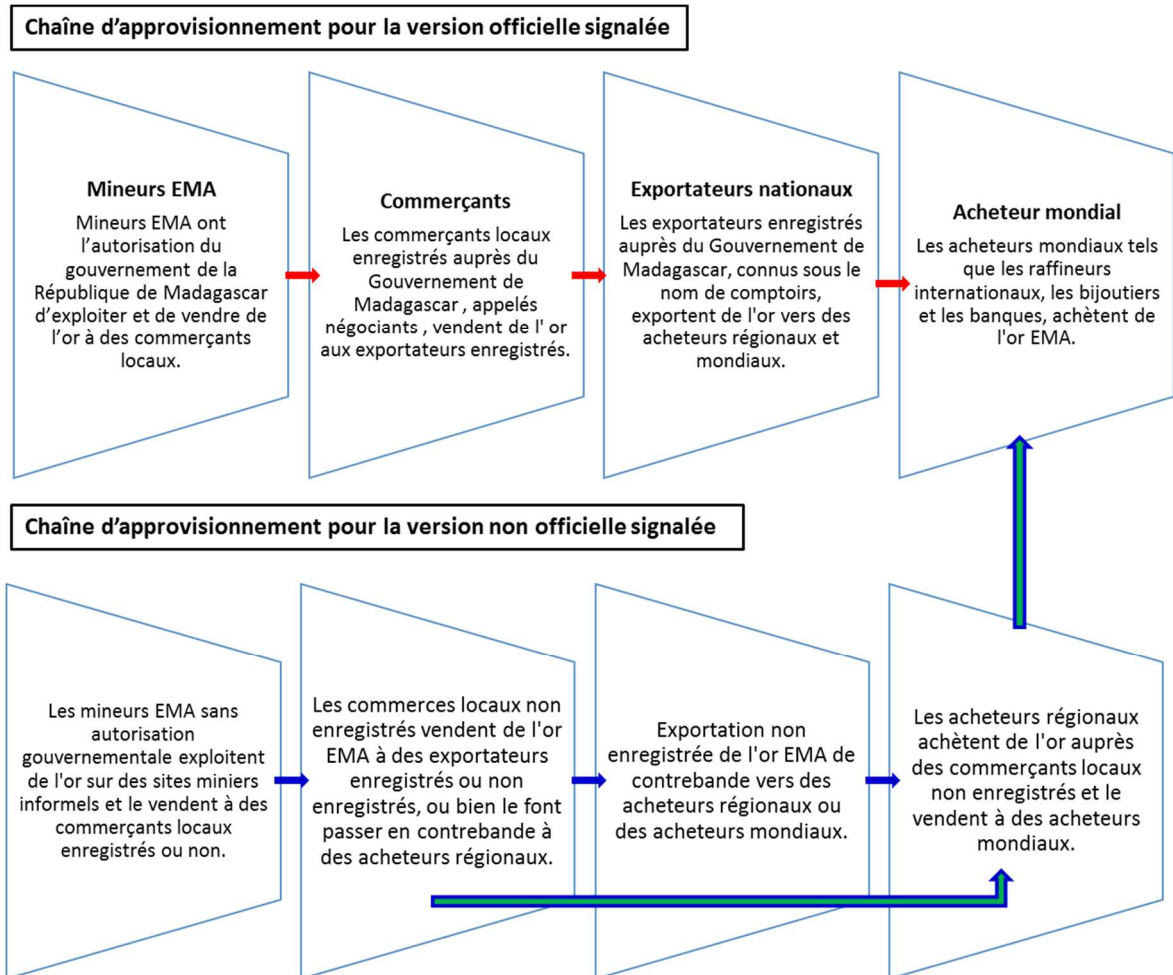 Chaîne d’approvisionnement pour la version officielle signalée
Mineurs EMA
Mineurs EMA ont
l’autorisation du
gouvernement de la
République de Madagascar
d’exploiter et de vendre de
l’or à des commerçants
locaux.
Commerçants
Les commerçants locaux
enregistrés auprès du
Gouvernement de
Madagascar , appelés
négociants , vendent de l' or
aux exportateurs enregistrés.
Exportateurs nationaux
Les exportateurs enregistrés
auprès du Gouvernement de
Madagascar, connus sous le
nom de comptoirs,
exportent de l'or vers des
acheteurs régionaux et
mondiaux.
Acheteur mondial
Les acheteurs mondiaux tels
que les raffineurs
internationaux, les bijoutiers
et les banques, achètent de
l'or EMA.
Chaîne d’approvisionnement pour la version non officielle signalée
Les mineurs EMA sans
autorisation
gouvernementale exploitent
de l'or sur des sites miniers
informels et le vendent à des
commerçants locaux
enregistrés ou non.
Les commerces locaux non
enregistrés vendent de l'or
EMA à des exportateurs
enregistrés ou non
enregistrés, ou bien le font
passer en contrebande à
des acheteurs régionaux.
Exportation non
enregistrée de l'or EMA de
contrebande vers des
acheteurs régionaux ou
des acheteurs mondiaux.
Les acheteurs régionaux
achètent de l'or auprès
des commerçants locaux
non enregistrés et le
vendent à des acheteurs
mondiaux.